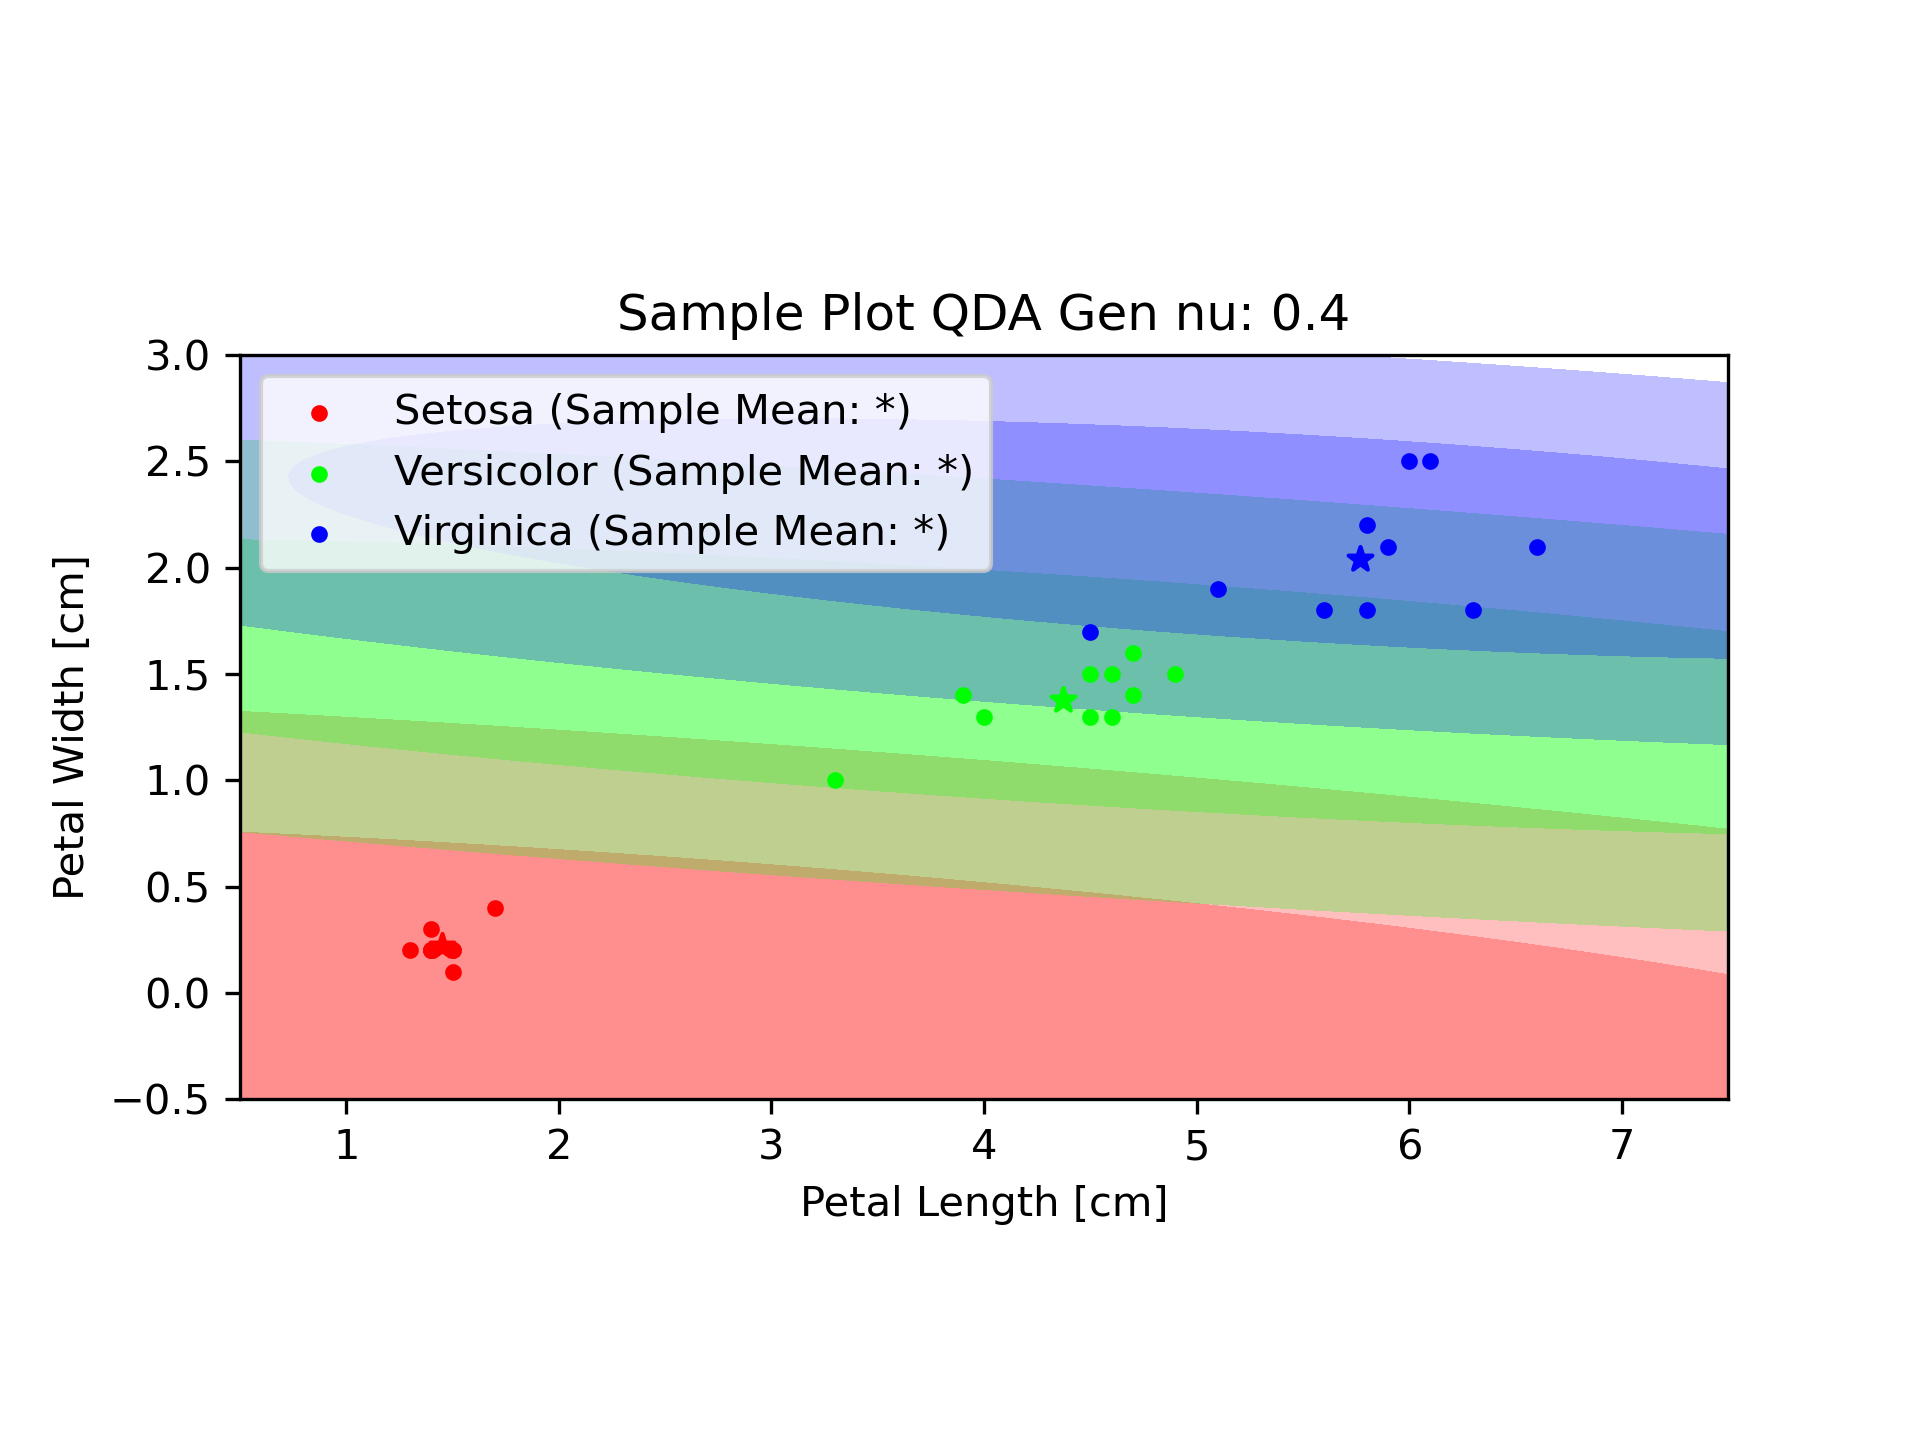 Sample Plot QDA Gen nu: 0.4
3.0
2.5
2.0
1.5
1.0
0.5
0.0
−0.5
Petal Width [cm]
Setosa (Sample Mean: *)
Versicolor (Sample Mean: *)
Virginica (Sample Mean: *)
1 2 3 4 5 6 7
Petal Length [cm]